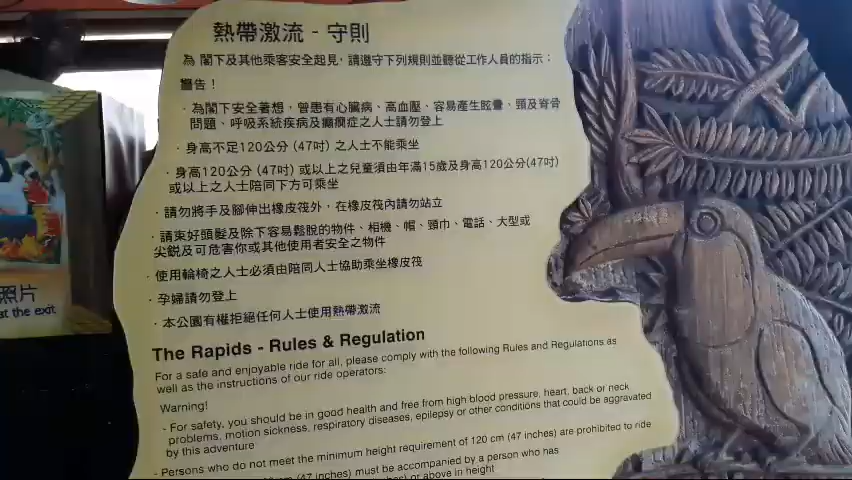 熱帶激流 - 守則
為 閣下及其他乘客安全起見，請遵守下列規則並聽從工作人員的指示：
警告！
· 為閣下安全著想，曾患有心臟病、高血壓、容易產生眩暈、頸及脊骨
問題、呼吸系統疾病及癲癇症之人士請勿登上
· 身高不足120公分 (47吋) 之人士不能乘坐
· 身高120公分 (47吋) 或以上之兒童須由年滿15歲及身高120公分(47吋)
或以上之人士陪同下方可乘坐
· 請勿將手及腳伸出橡皮筏外，在橡皮筏內請勿站立
· 請束好頭髮及除下容易鬆脫的物件、相機、帽、頸巾、電話、大型或
尖銳及可危害你或其他使用者安全之物件
· 使用輪椅之人士必須由陪同人士協助乘坐橡皮筏
· 孕婦請勿登上
· 本公園有權拒絕任何人士使用熱帶激流
照片
at the exit
The Rapids - Rules & Regulation
For a safe and enjoyable ride for all, please comply with the following Rules and Regulations as
well as the instructions of our ride operators:
Warning!
- For safety, you should be in good health and free from high blood pressure, heart, back or neck
problems, motion sickness, respiratory diseases, epilepsy or other conditions that could be aggravated
by this adventure
- Persons who do not meet the minimum height requirement of 120 cm (47 inches) are prohibited to ride
(47 inches) must be accompanied by a person who has
or above in height